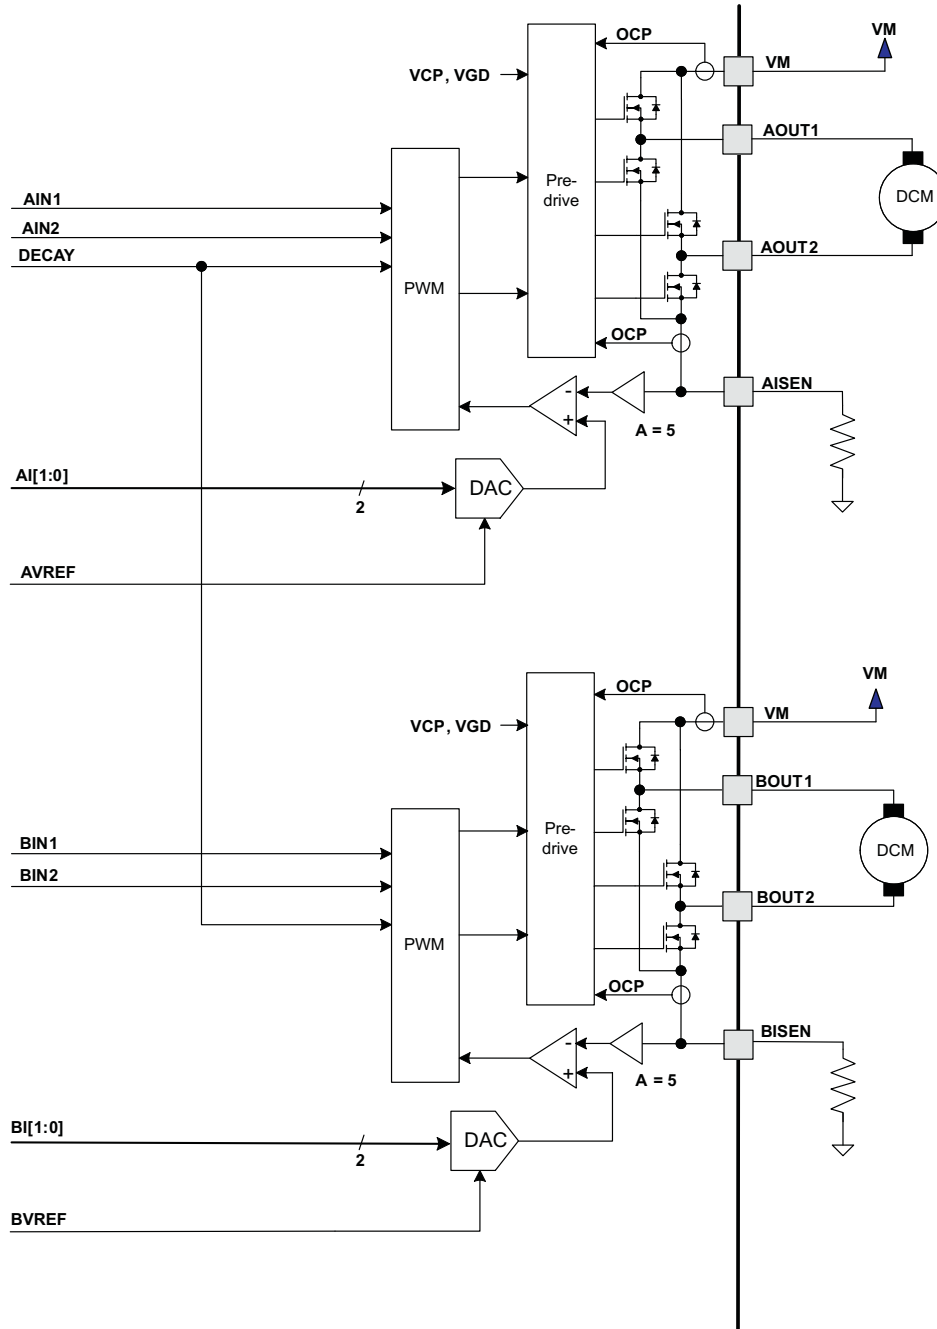 OCP
VM
VCP, VGD
VM
AOUT1
AIN1
Pre-
drive
DCM
AIN2
DECAY
AOUT2
PWM
OCP
-
+
AISEN
A = 5
AI[1:0]
2
DAC
AVREF
OCP
VM
VCP, VGD
VM
BOUT1
BIN1
Pre-
drive
DCM
BIN2
BOUT2
PWM
OCP
-
+
BISEN
A = 5
BI[1:0]
2
DAC
BVREF